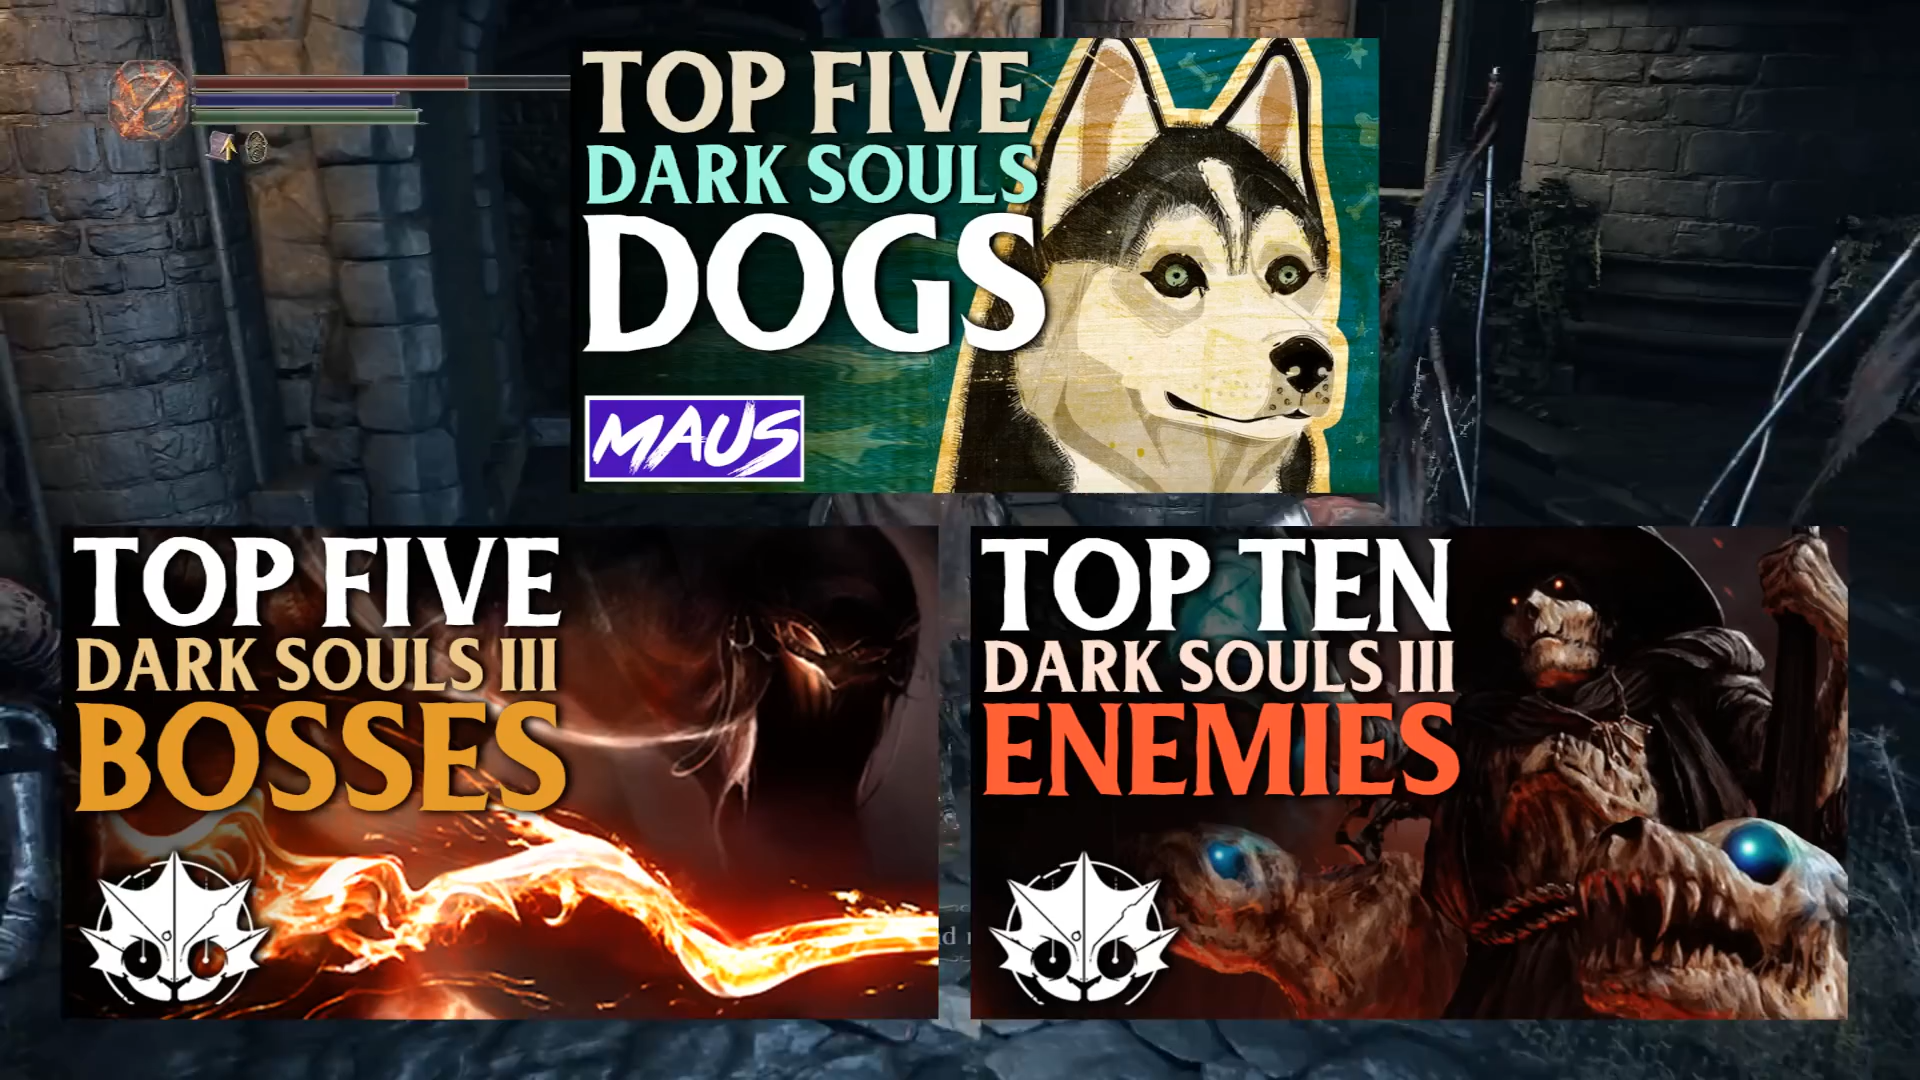 TOP FIVE
DARK SOULS
DOGS
MAUS
TOP FIVE
DARK SOULS III
BOSSES
TOP TEN
DARK SOULS III
ENEMIES